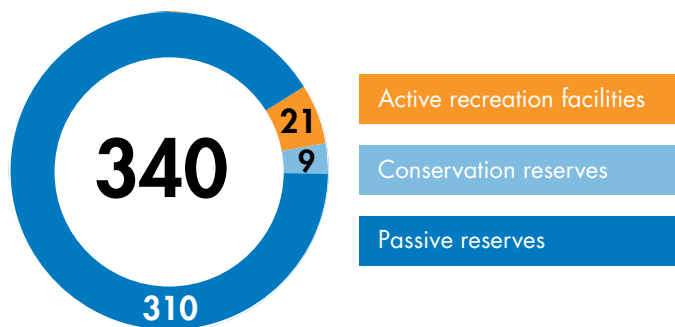 340
21
9
310
Active recreation facilities
Conservation reserves
Passive reserves